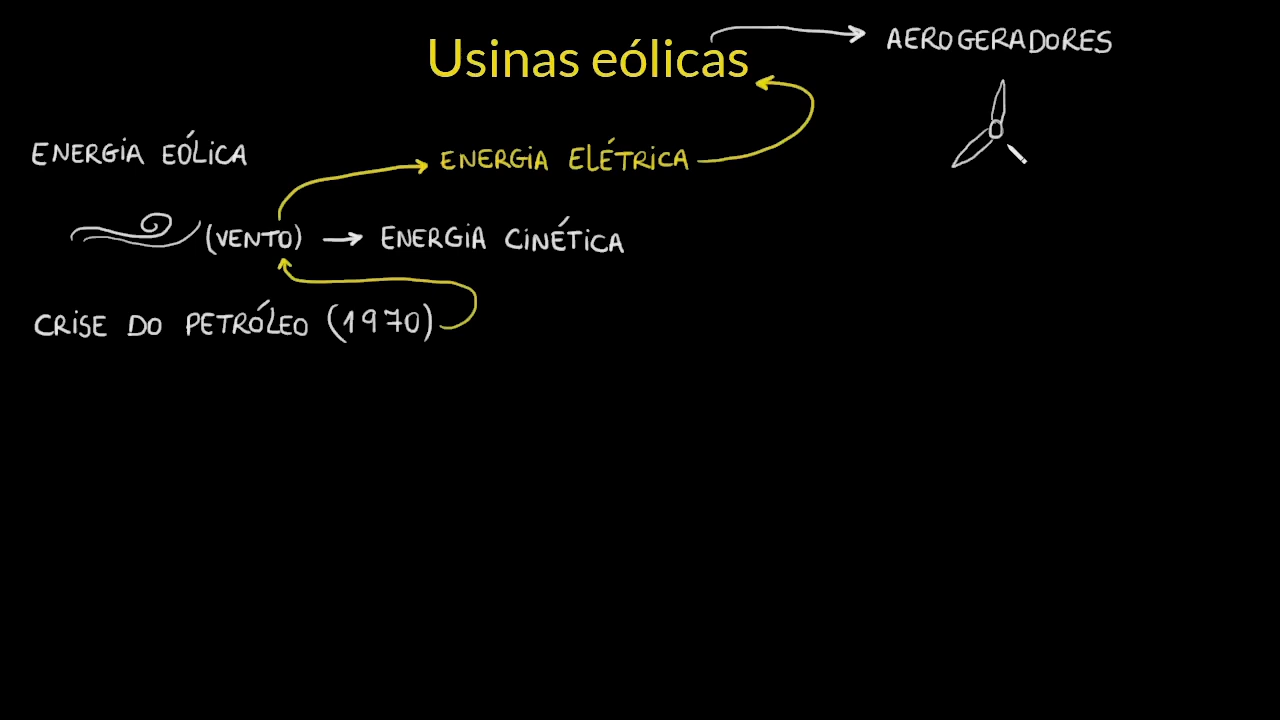 Usinas eólicas
AEROGERADORES
ENERGIA EÓLICA
ENERGIA ELÉTRICA
(VENTO) → ENERGIA CINÉTICA
CRISE DO PETRÓLEO (1970)